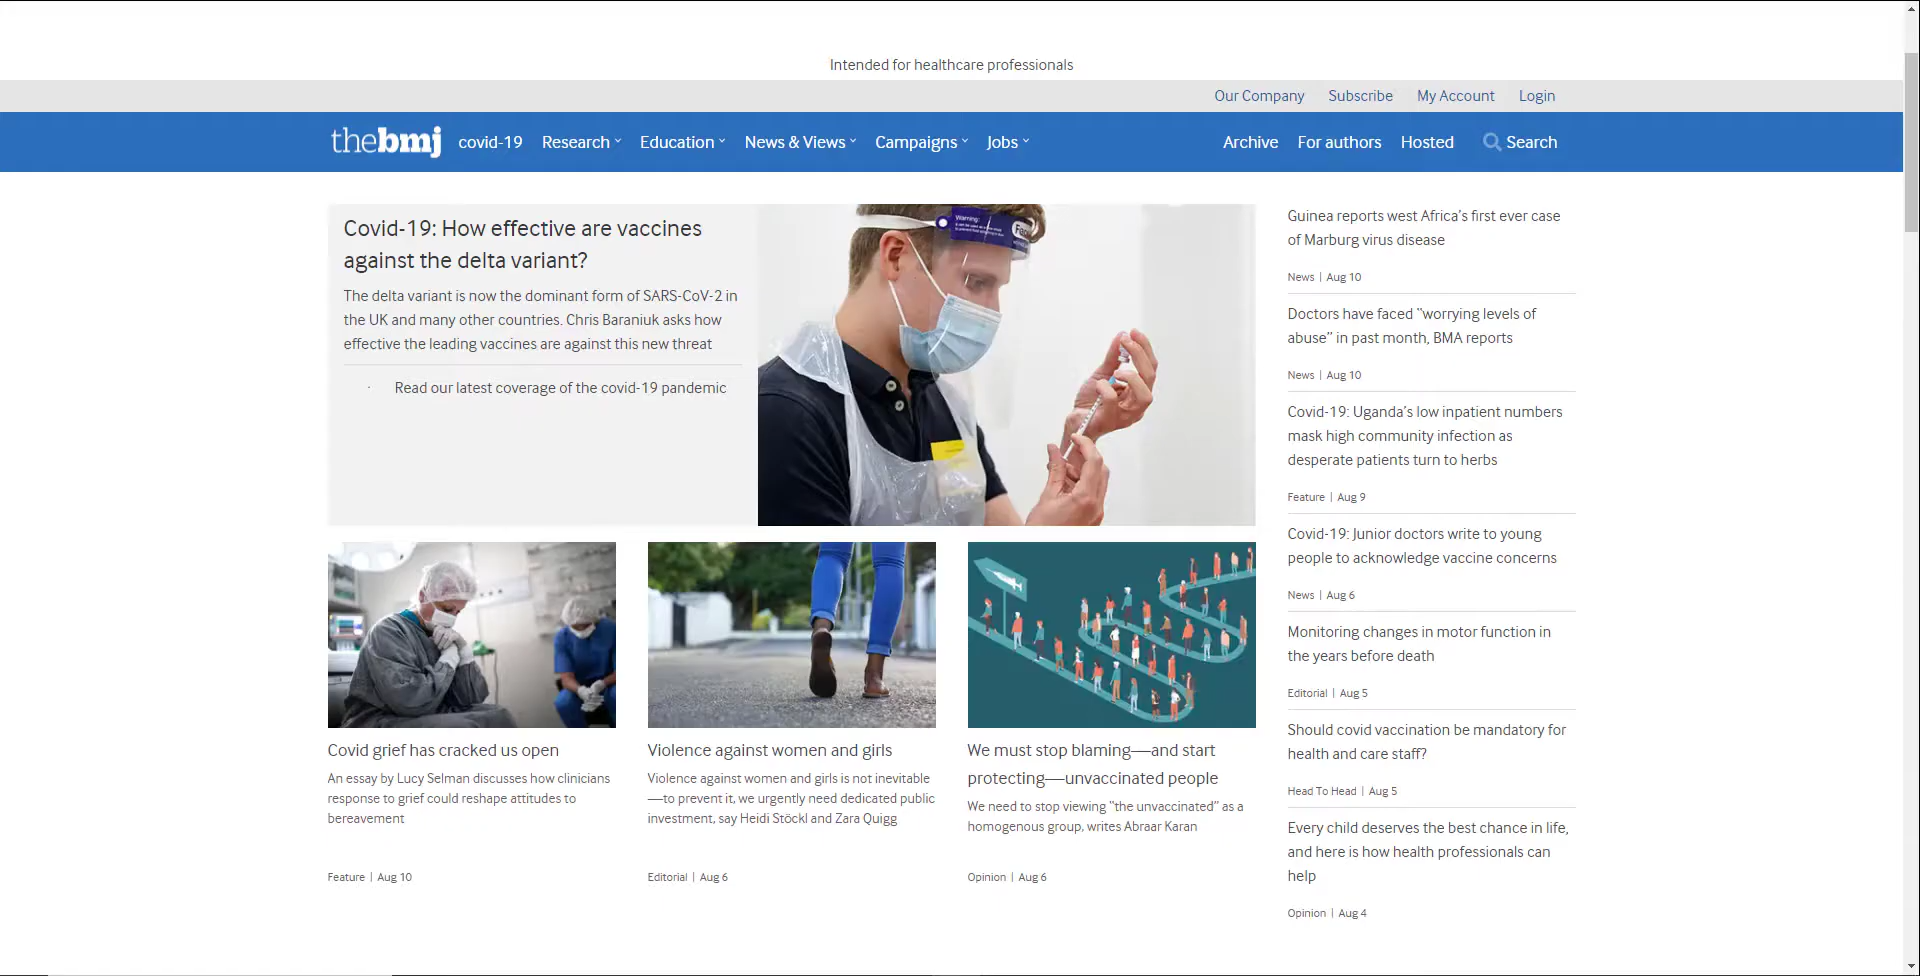 Intended for healthcare professionals
Our Company Subscribe My Account Login
thebmj covid-19 Research Education News & Views Campaigns Jobs Archive For authors Hosted Search
Covid-19: How effective are vaccines
against the delta variant?
The delta variant is now the dominant form of SARS-CoV-2 in
the UK and many other countries. Chris Baraniuk asks how
effective the leading vaccines are against this new threat
· Read our latest coverage of the covid-19 pandemic
Warning:
Covid grief has cracked us open
An essay by Lucy Selman discusses how clinicians
response to grief could reshape attitudes to
bereavement
Feature | Aug 10
Violence against women and girls
Violence against women and girls is not inevitable
—to prevent it, we urgently need dedicated public
investment, say Heidi Stöckl and Zara Quigg
Editorial | Aug 6
We must stop blaming—and start
protecting—unvaccinated people
We need to stop viewing “the unvaccinated” as a
homogenous group, writes Abraar Karan
Opinion | Aug 6
Guinea reports west Africa’s first ever case
of Marburg virus disease
News | Aug 10
Doctors have faced “worrying levels of
abuse” in past month, BMA reports
News | Aug 10
Covid-19: Uganda’s low inpatient numbers
mask high community infection as
desperate patients turn to herbs
Feature | Aug 9
Covid-19: Junior doctors write to young
people to acknowledge vaccine concerns
News | Aug 6
Monitoring changes in motor function in
the years before death
Editorial | Aug 5
Should covid vaccination be mandatory for
health and care staff?
Head To Head | Aug 5
Every child deserves the best chance in life,
and here is how health professionals can
help
Opinion | Aug 4